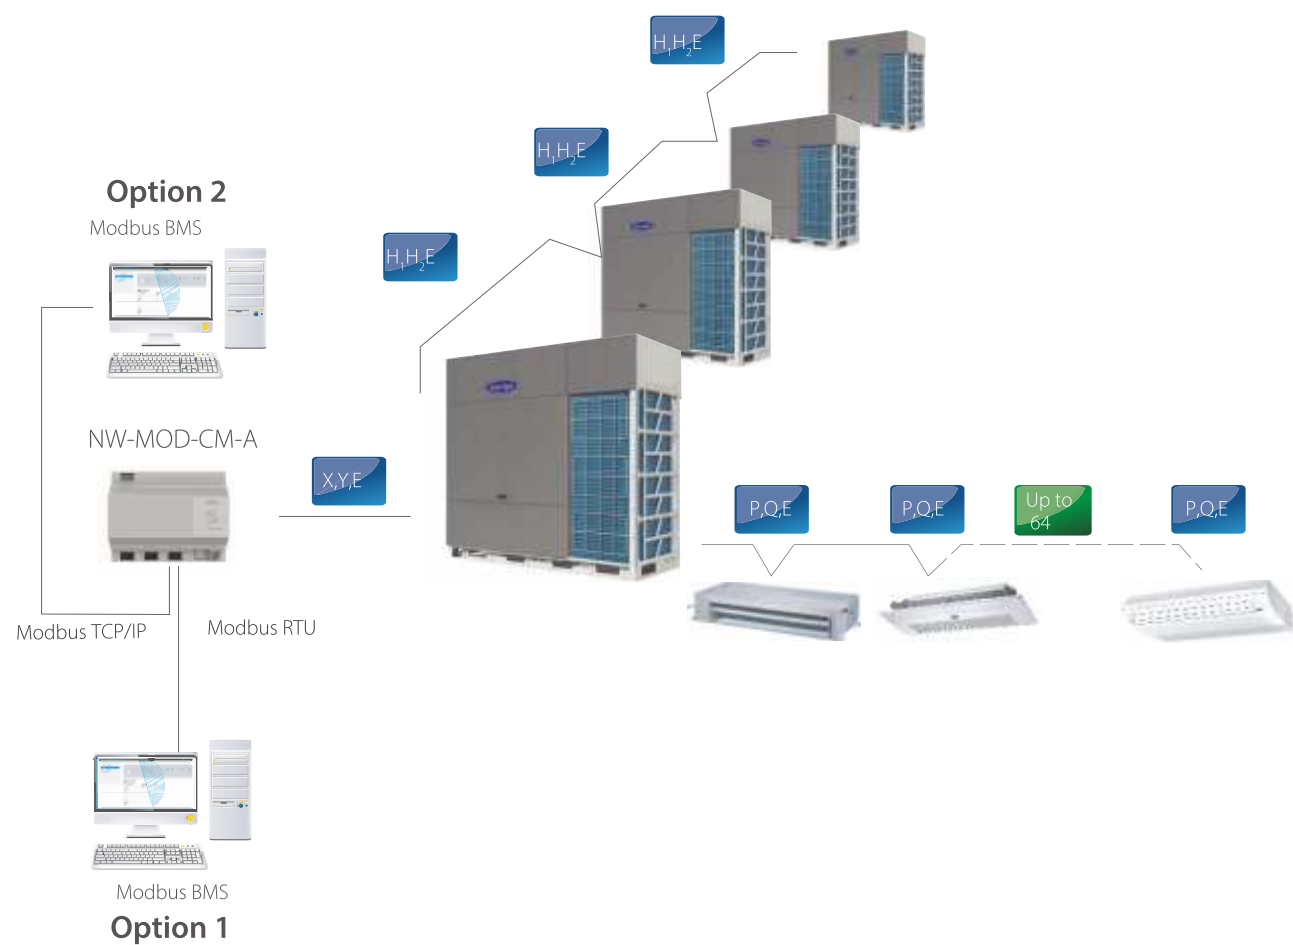 H1H2E
H1H2E
Option 2
Modbus BMS
H1H2E
NW-MOD-CM-A
X,Y,E
P,Q,E
P,Q,E
Up to
64
P,Q,E
Modbus TCP/IP
Modbus RTU
Modbus BMS
Option 1